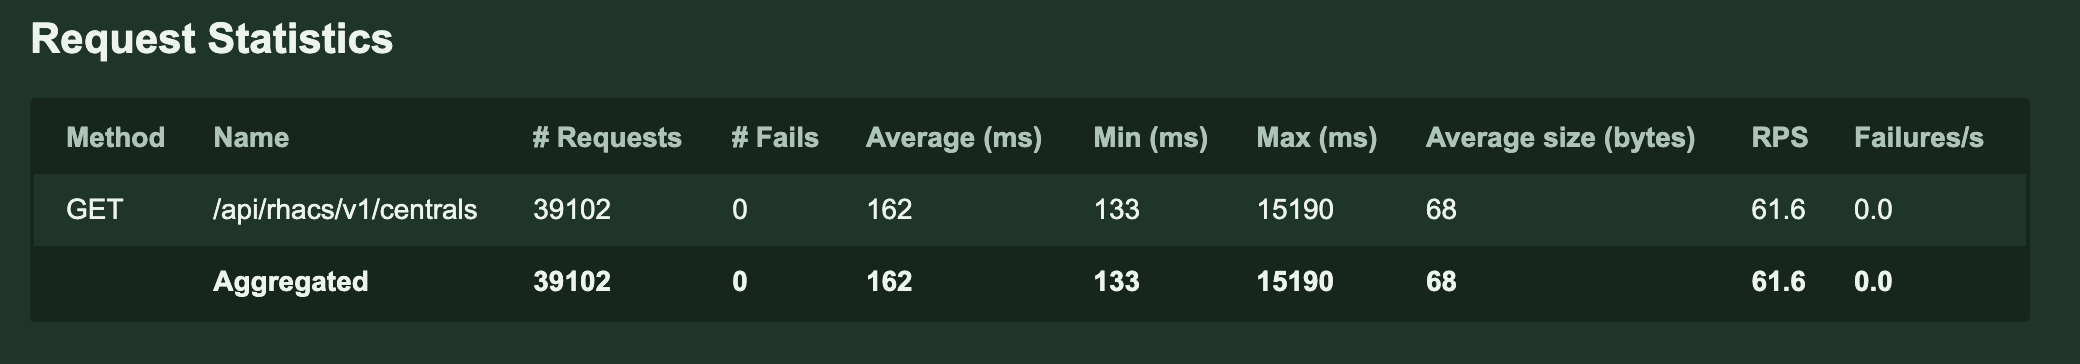 Request Statistics
Method Name # Requests # Fails Average (ms) Min (ms) Max (ms) Average size (bytes) RPS Failures/s
GET /api/rhacs/v1/centrals 39102 0 162 133 15190 68 61.6 0.0
Aggregated 39102 0 162 133 15190 68 61.6 0.0